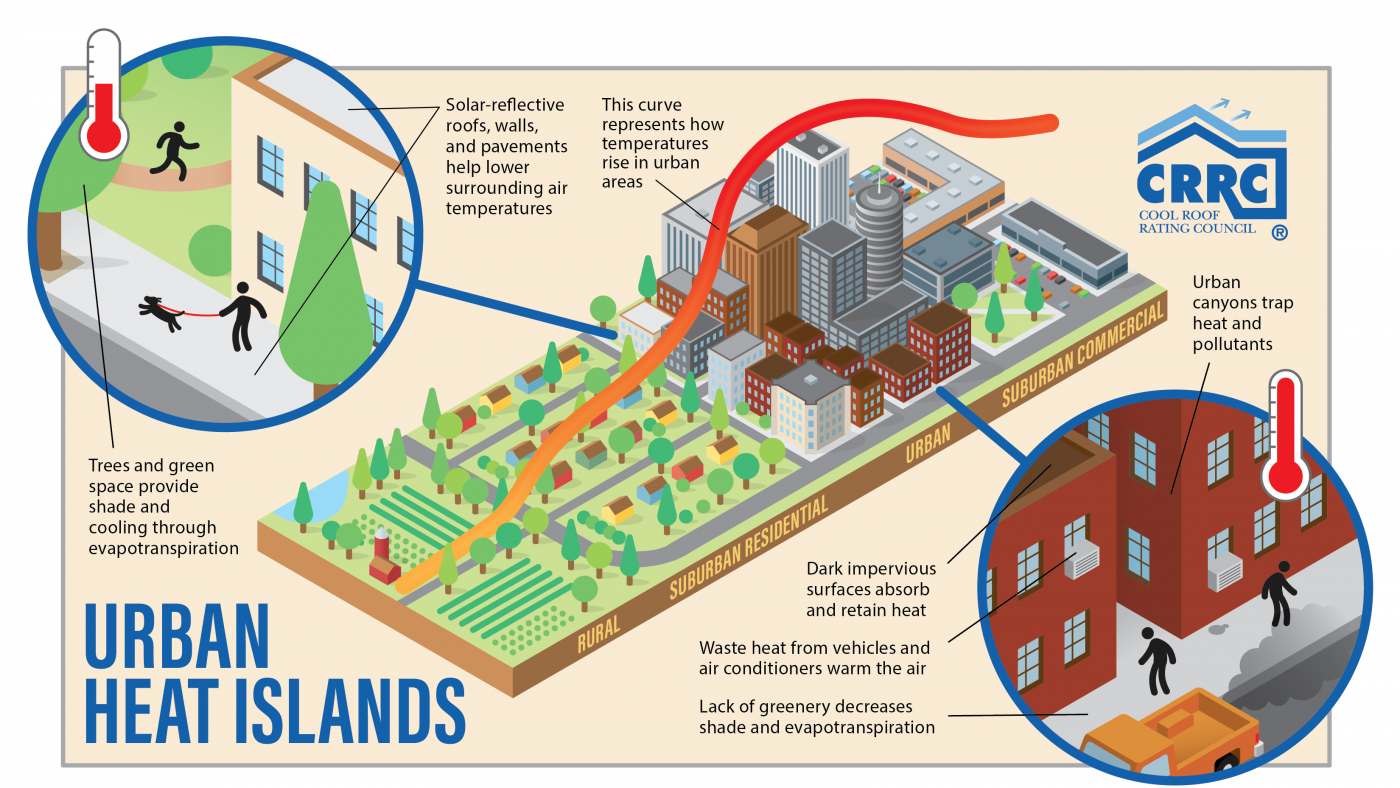 Solar-reflective
roofs, walls,
and pavements
help lower
surrounding air
temperatures
This curve
represents how
temperatures
rise in urban
areas
CRRC
COOL ROOF
RATING COUNCIL ®
Urban
canyons trap
heat and
pollutants
Trees and green
space provide
shade and
cooling through
evapotranspiration
RURAL
SUBURBAN RESIDENTIAL
URBAN
SUBURBAN COMMERCIAL
Dark impervious
surfaces absorb
and retain heat
Waste heat from vehicles and
air conditioners warm the air
Lack of greenery decreases
shade and evapotranspiration
URBAN
HEAT ISLANDS